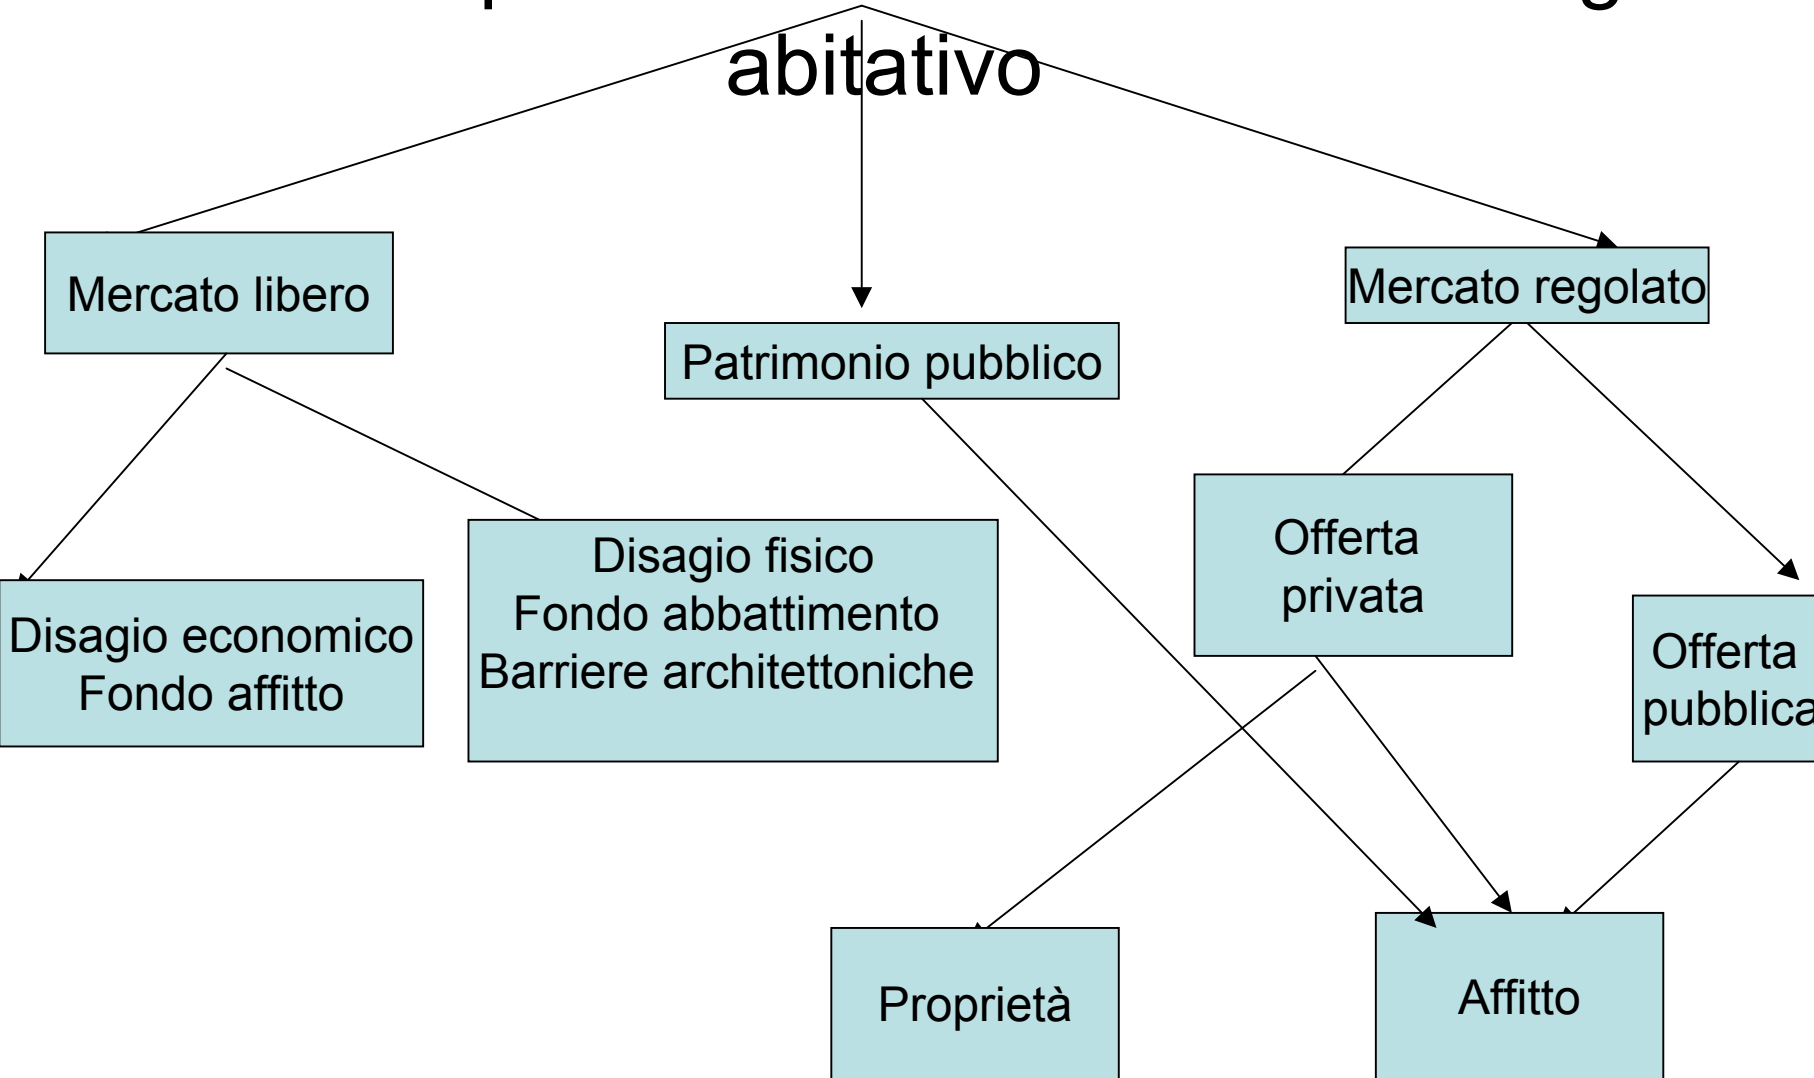 abitativo
Mercato libero
Mercato regolato
Patrimonio pubblico
Offerta
privata
Disagio fisico
Fondo abbattimento
Barriere architettoniche
Disagio economico
Fondo affitto
Offerta
pubblica
Proprietà
Affitto